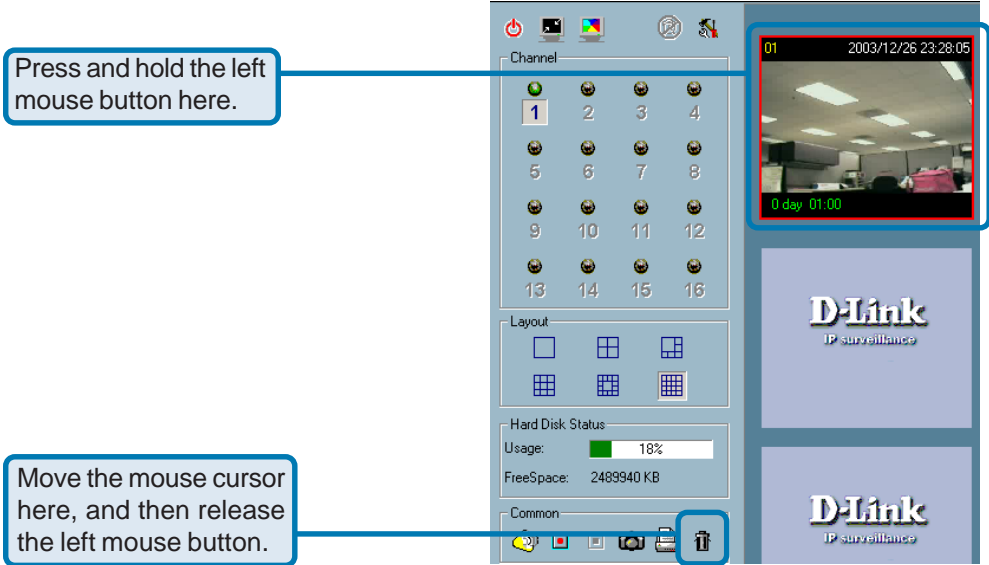 Press and hold the left
mouse button here.
Channel
1 2 3 4
5 6 7 8
9 10 11 12
13 14 15 16
Layout
Hard Disk Status
Usage: 18%
FreeSpace: 2489940 KB
Common
Move the mouse cursor
here, and then release
the left mouse button.
01 2003/12/26 23:28:05
0 day 01:00
D-Link
IP surveillance
D-Link
IP surveillance